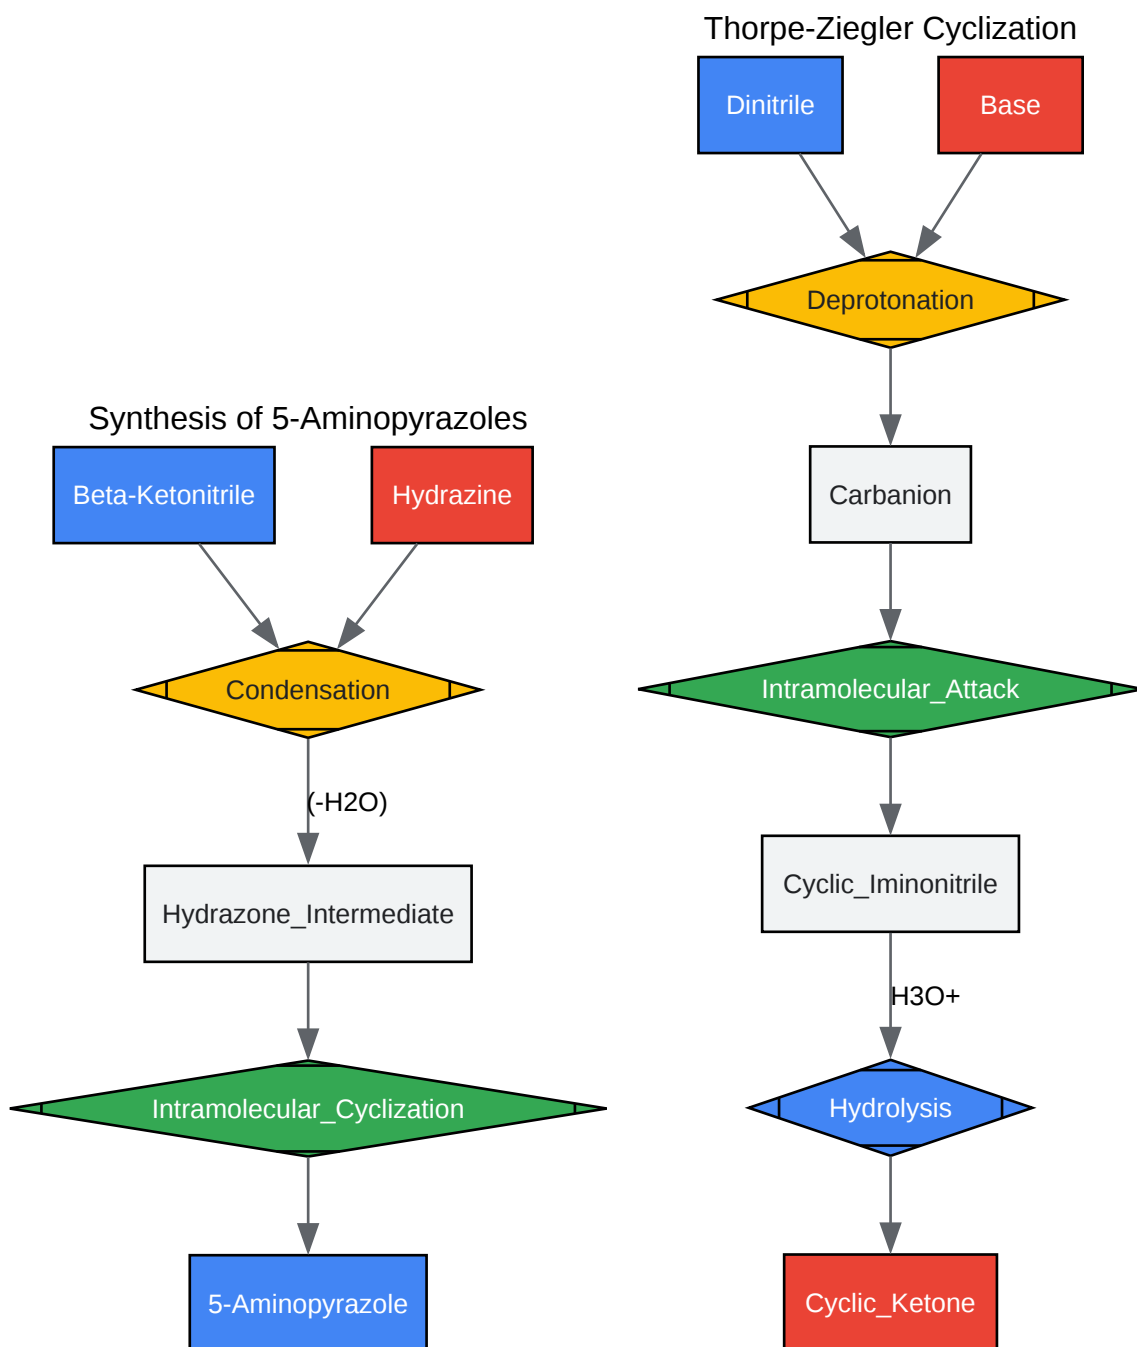 Thorpe-Ziegler Cyclization
Dinitrile
Base
Deprotonation
Carbanion
Intramolecular_Attack
Cyclic_Iminonitrile
H3O+
Hydrolysis
Cyclic_Ketone
Synthesis of 5-Aminopyrazoles
Beta-Ketonitrile
Hydrazine
Condensation
(-H2O)
Hydrazone_Intermediate
Intramolecular_Cyclization
5-Aminopyrazole